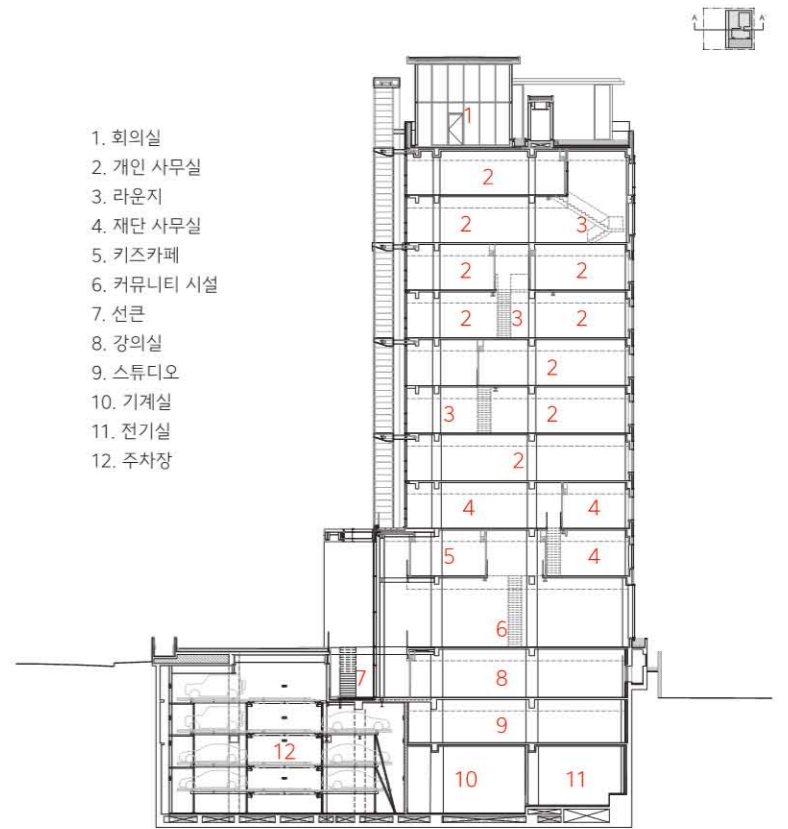 A A'
1
1. 회의실
2. 개인 사무실
3. 라운지
4. 재단 사무실
5. 키즈카페
6. 커뮤니티 시설
7. 선큰
8. 강의실
9. 스튜디오
10. 기계실
11. 전기실
12. 주차장
2
2 3
2 2
2 3 2
2
3 2
2
4 4
5 4
6
7 8
9
12
10 11